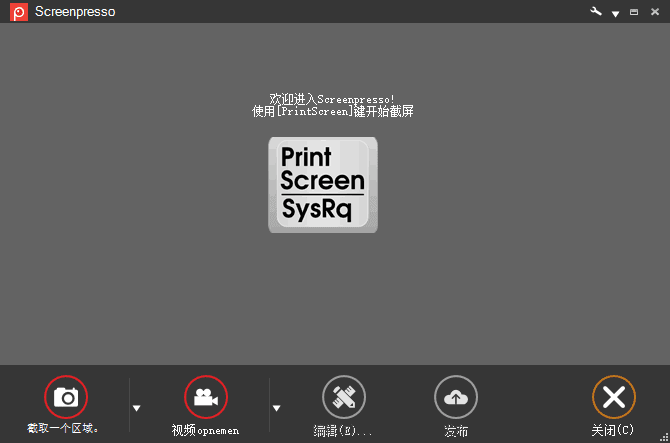 Screenpresso
欢迎进入Screenpresso!
使用[PrintScreen]键开始截屏
Print
Screen
SysRq
截取一个区域。
视频opnemen
编辑(E)...
发布
关闭(C)